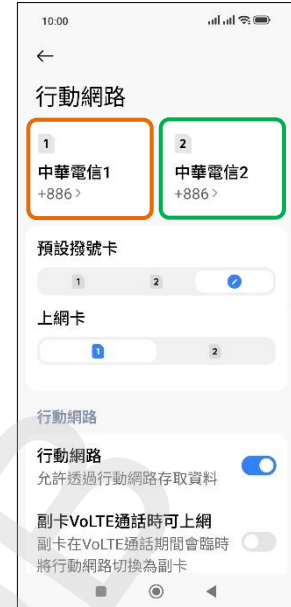 10:00
行動網路
1
2
中華電信1
中華電信2
+886 >
+886 >
預設撥號卡
1
2
上網卡
1
2
行動網路
行動網路
允許透過行動網路存取資料
副卡VoLTE通話時可上網
副卡在VoLTE通話期間會臨時
將行動網路切換為副卡